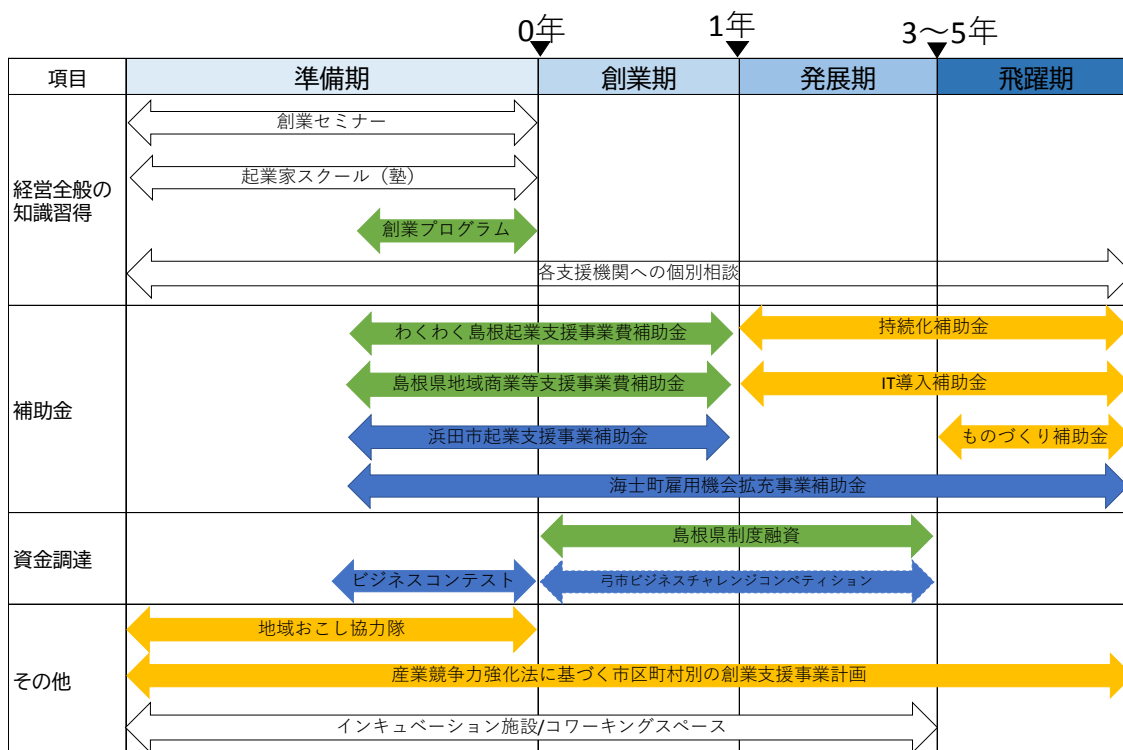 0年
1年
3～5年
項目
準備期
創業期
発展期
飛躍期
経営全般の
知識習得
創業セミナー
起業家スクール（塾）
創業プログラム
各支援機関への個別相談
補助金
わくわく島根起業支援事業費補助金
持続化補助金
島根県地域商業等支援事業費補助金
IT導入補助金
浜田市起業支援事業補助金
ものづくり補助金
海士町雇用機会拡充事業補助金
資金調達
島根県制度融資
ビジネスコンテスト
弓市ビジネスチャレンジコンペティション
その他
地域おこし協力隊
産業競争力強化法に基づく市区町村別の創業支援事業計画
インキュベーション施設/コワーキングスペース